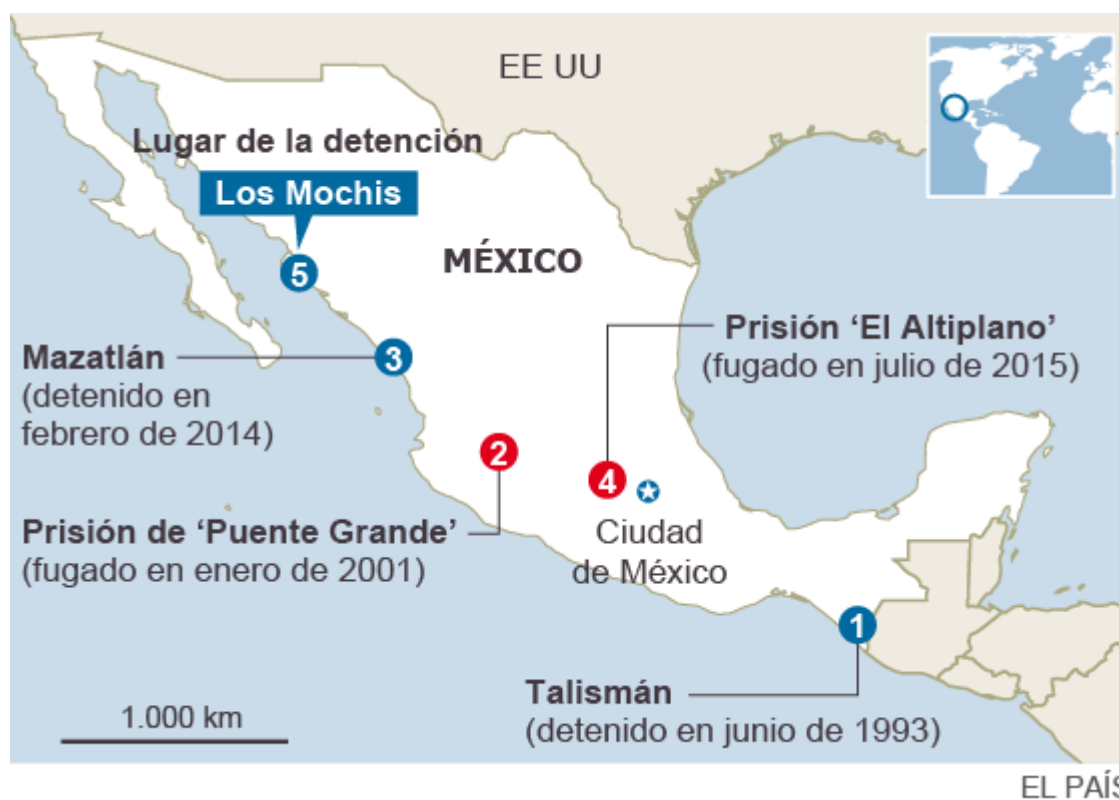 EE UU
Lugar de la detención
Los Mochis
MÉXICO
5
Prisión ‘El Altiplano’
(fugado en julio de 2015)
Mazatlán
(detenido en
febrero de 2014)
3
2
4
Prisión de ‘Puente Grande’
(fugado en enero de 2001)
Ciudad
de México
1
Talismán
(detenido en junio de 1993)
1.000 km
EL PAÍS